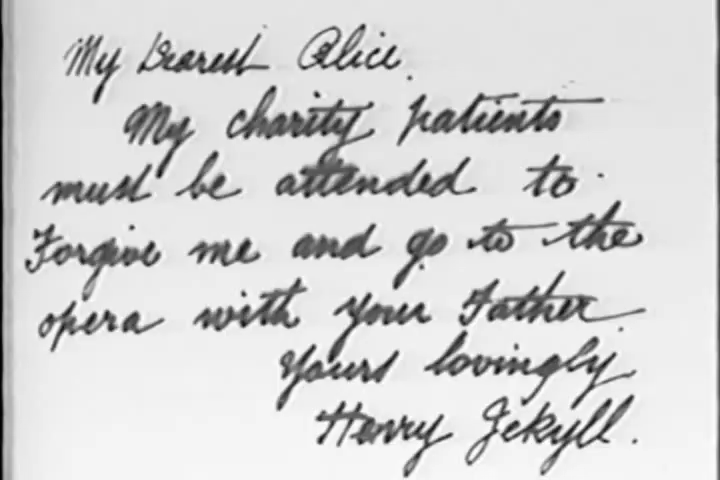 My Dearest Alice.
My charity patients
must be attended to.
Forgive me and go to the
opera with your Father.
Yours lovingly
Henry Jekyll.